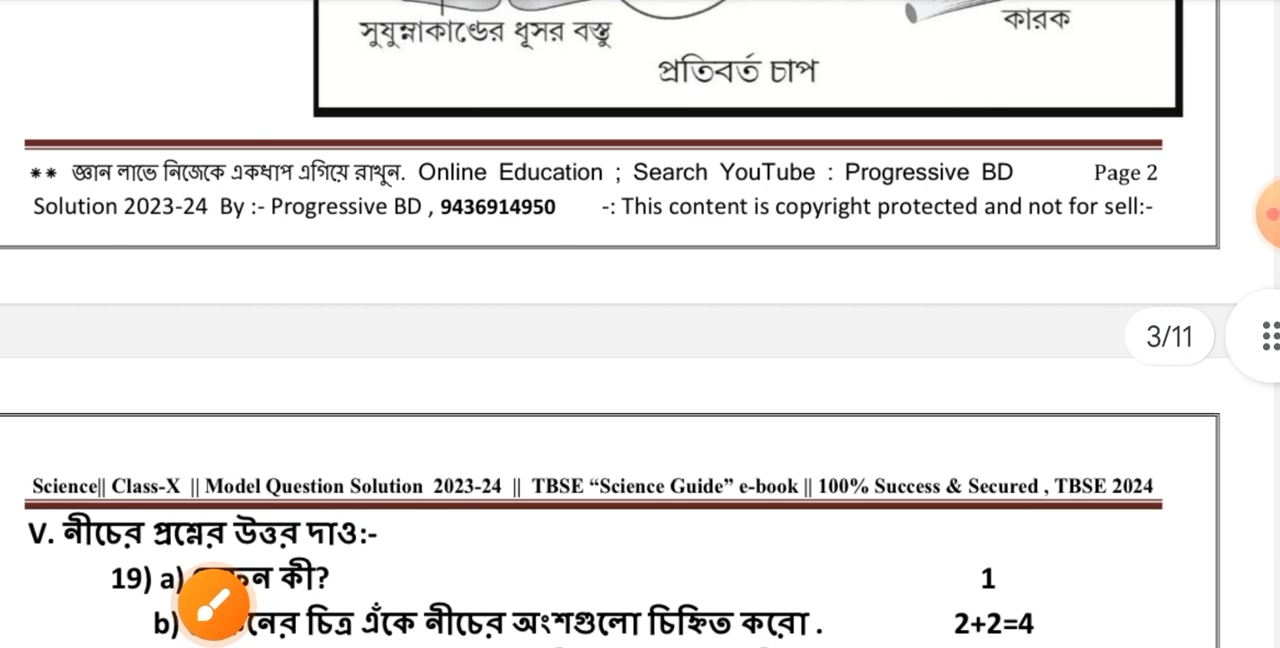 সুষুম্নাকাণ্ডের ধূসর বস্তু
কারক
প্রতিবর্ত চাপ
** জ্ঞান লাভে নিজেকে একধাপ এগিয়ে রাখুন. Online Education ; Search YouTube : Progressive BD Page 2
Solution 2023-24 By :- Progressive BD , 9436914950 -: This content is copyright protected and not for sell:-
3/11
Science|| Class-X || Model Question Solution 2023-24 || TBSE “Science Guide” e-book || 100% Success & Secured , TBSE 2024
V. নীচের প্রশ্নের উত্তর দাও:-
19) a) কী? 1
b) চিত্র এঁকে নীচের অংশগুলো চিহ্নিত করো . 2+2=4